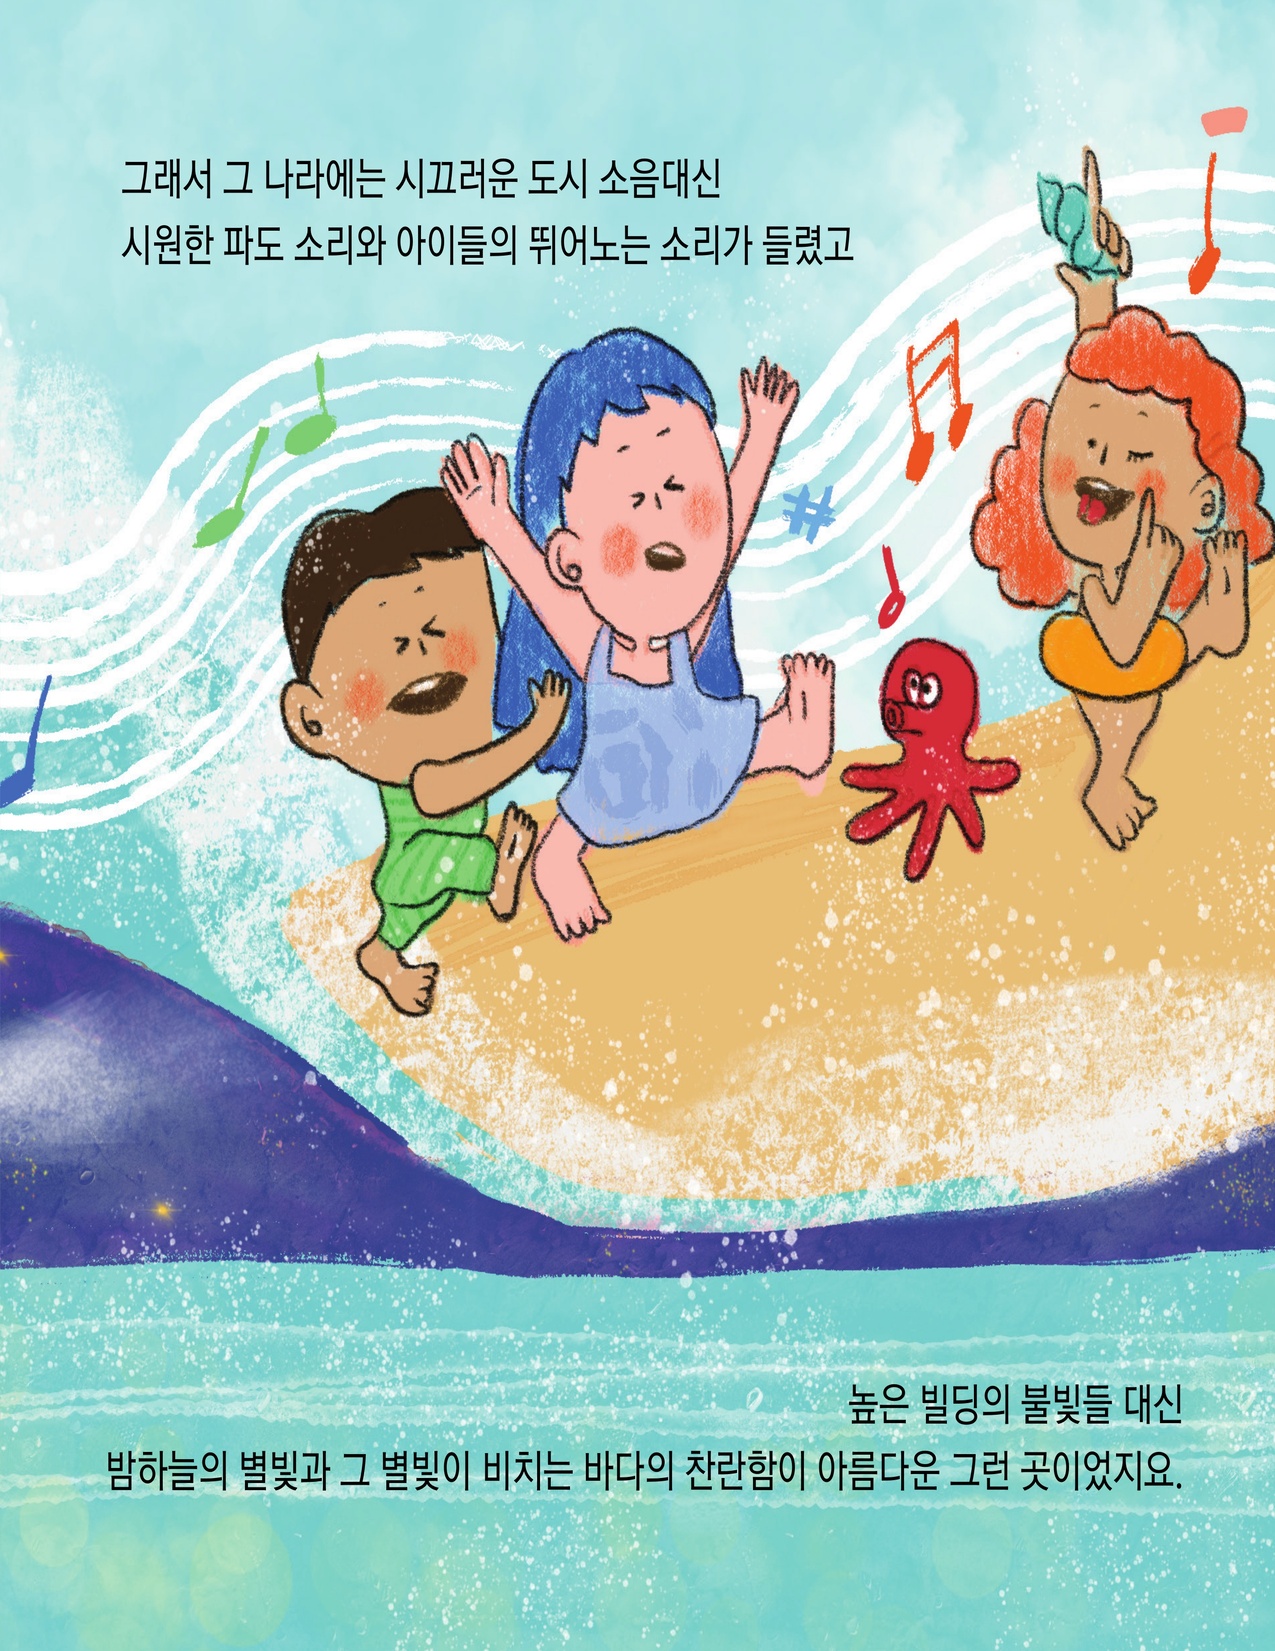 그래서 그 나라에는 시끄러운 도시 소음대신
시원한 파도 소리와 아이들의 뛰어노는 소리가 들렸고
높은 빌딩의 불빛들 대신
밤하늘의 별빛과 그 별빛이 비치는 바다의 찬란함이 아름다운 그런 곳이었지요.